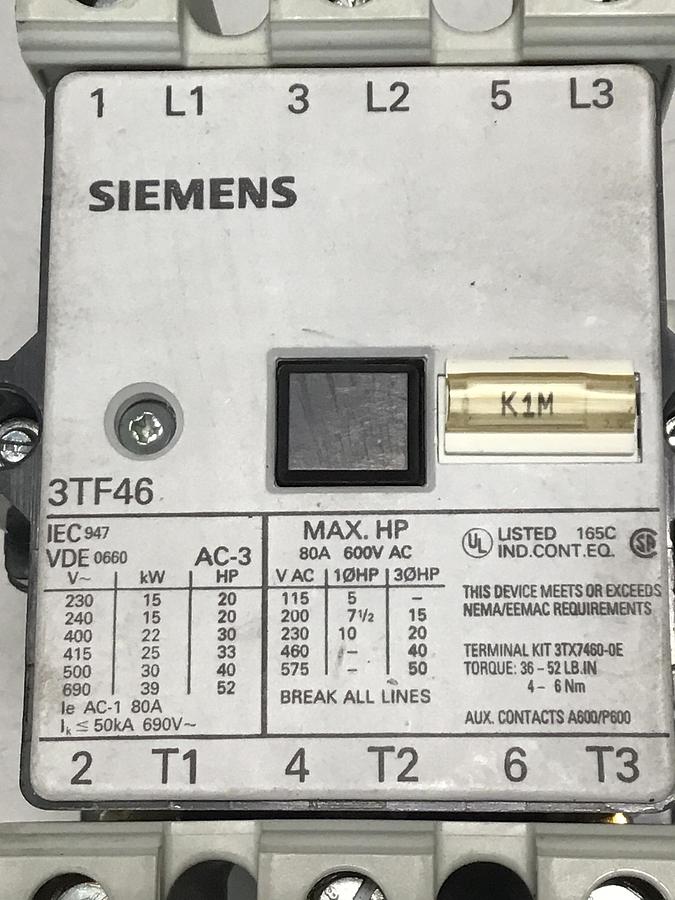 1 L1 3 L2 5 L3
SIEMENS
K1M
3TF46
IEC 947
VDE 0660 AC-3
V~ kW HP
230 15 20
240 15 20
400 22 30
415 25 33
500 30 40
690 39 52
Ie AC-1 80A
Ik ≤ 50kA 690V~
MAX. HP
80A 600V AC
V AC 1ØHP 3ØHP
115 5 –
200 7 1/2 15
230 10 20
460 – 40
575 – 50
BREAK ALL LINES
UL LISTED 165C
IND.CONT.EQ.
SA
THIS DEVICE MEETS OR EXCEEDS
NEMA/EEMAC REQUIREMENTS
TERMINAL KIT 3TX7460-0E
TORQUE: 36 – 52 LB.IN
4 – 6 Nm
AUX. CONTACTS A600/P600
2 T1 4 T2 6 T3